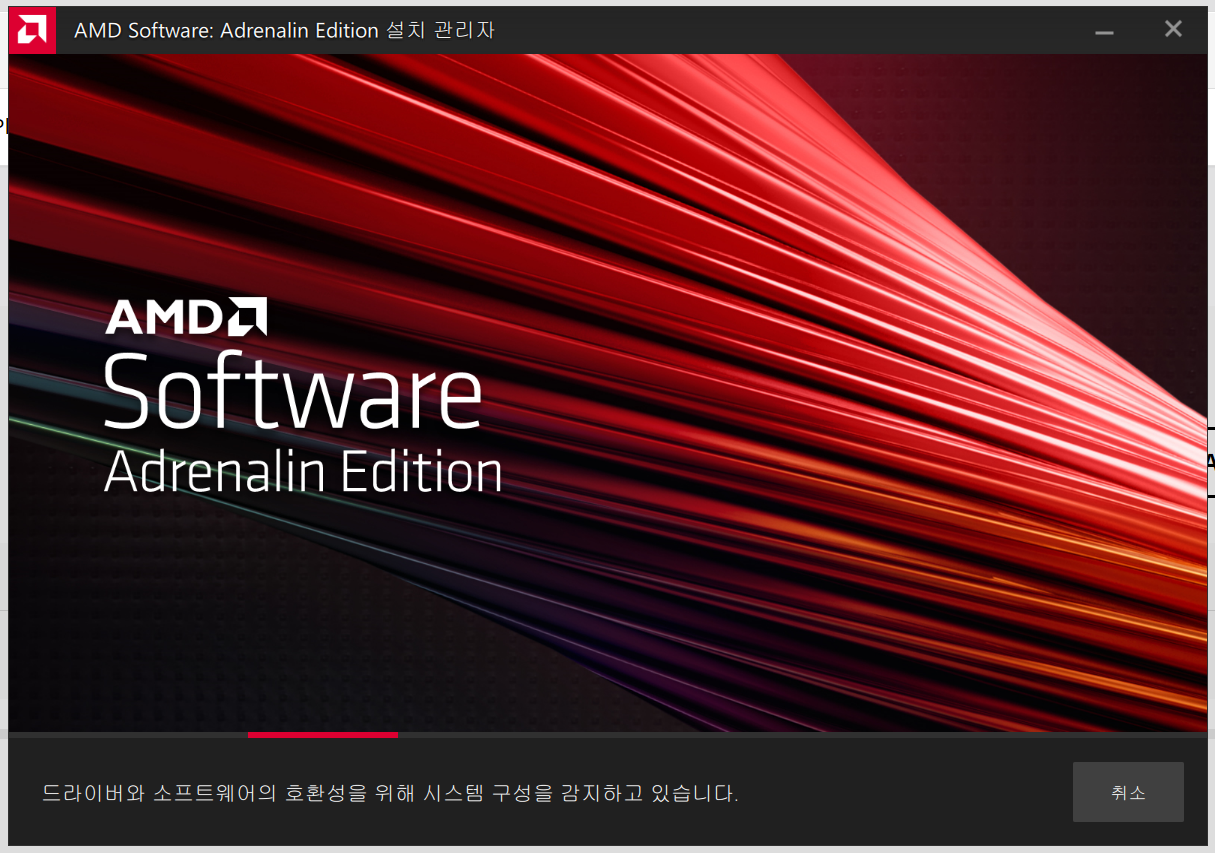 AMD Software: Adrenalin Edition 설치 관리자
AMD
Software
Adrenalin Edition
드라이버와 소프트웨어의 호환성을 위해 시스템 구성을 감지하고 있습니다.
취소